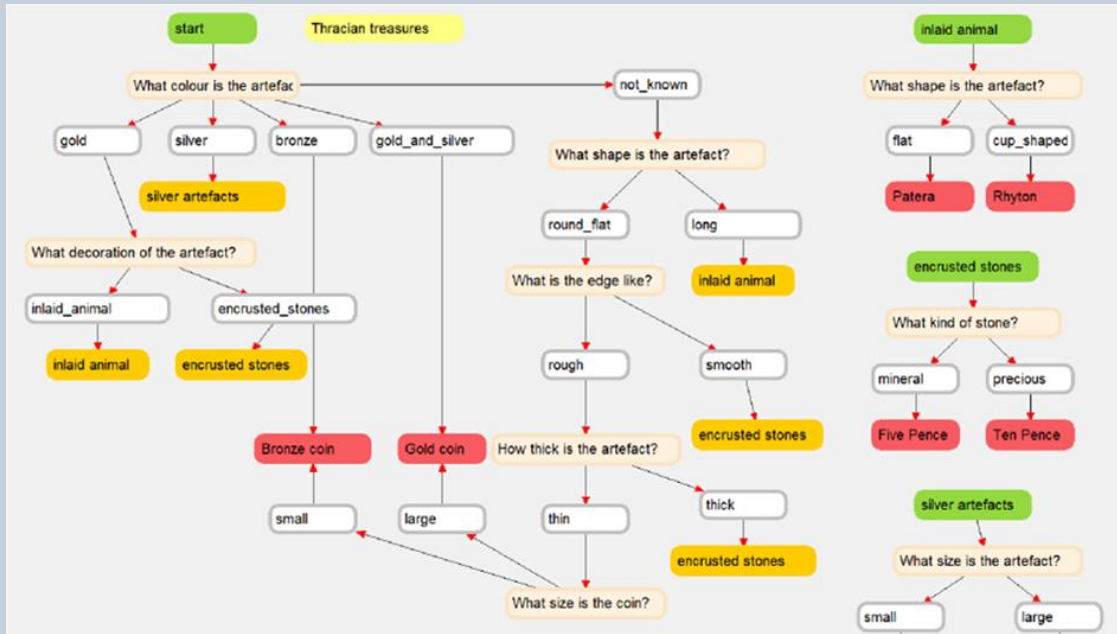 start
Thracian treasures
What colour is the artefac
not_known
gold
silver
bronze
gold_and_silver
What shape is the artefact?
silver artefacts
round_flat
long
What decoration of the artefact?
What is the edge like?
inlaid animal
inlaid_animal
encrusted_stones
inlaid animal
encrusted stones
rough
smooth
encrusted stones
Bronze coin
Gold coin
How thick is the artefact?
small
large
thin
thick
encrusted stones
What size is the coin?
inlaid animal
What shape is the artefact?
flat
cup_shaped
Patera
Rhyton
encrusted stones
What kind of stone?
mineral
precious
Five Pence
Ten Pence
silver artefacts
What size is the artefact?
small
large